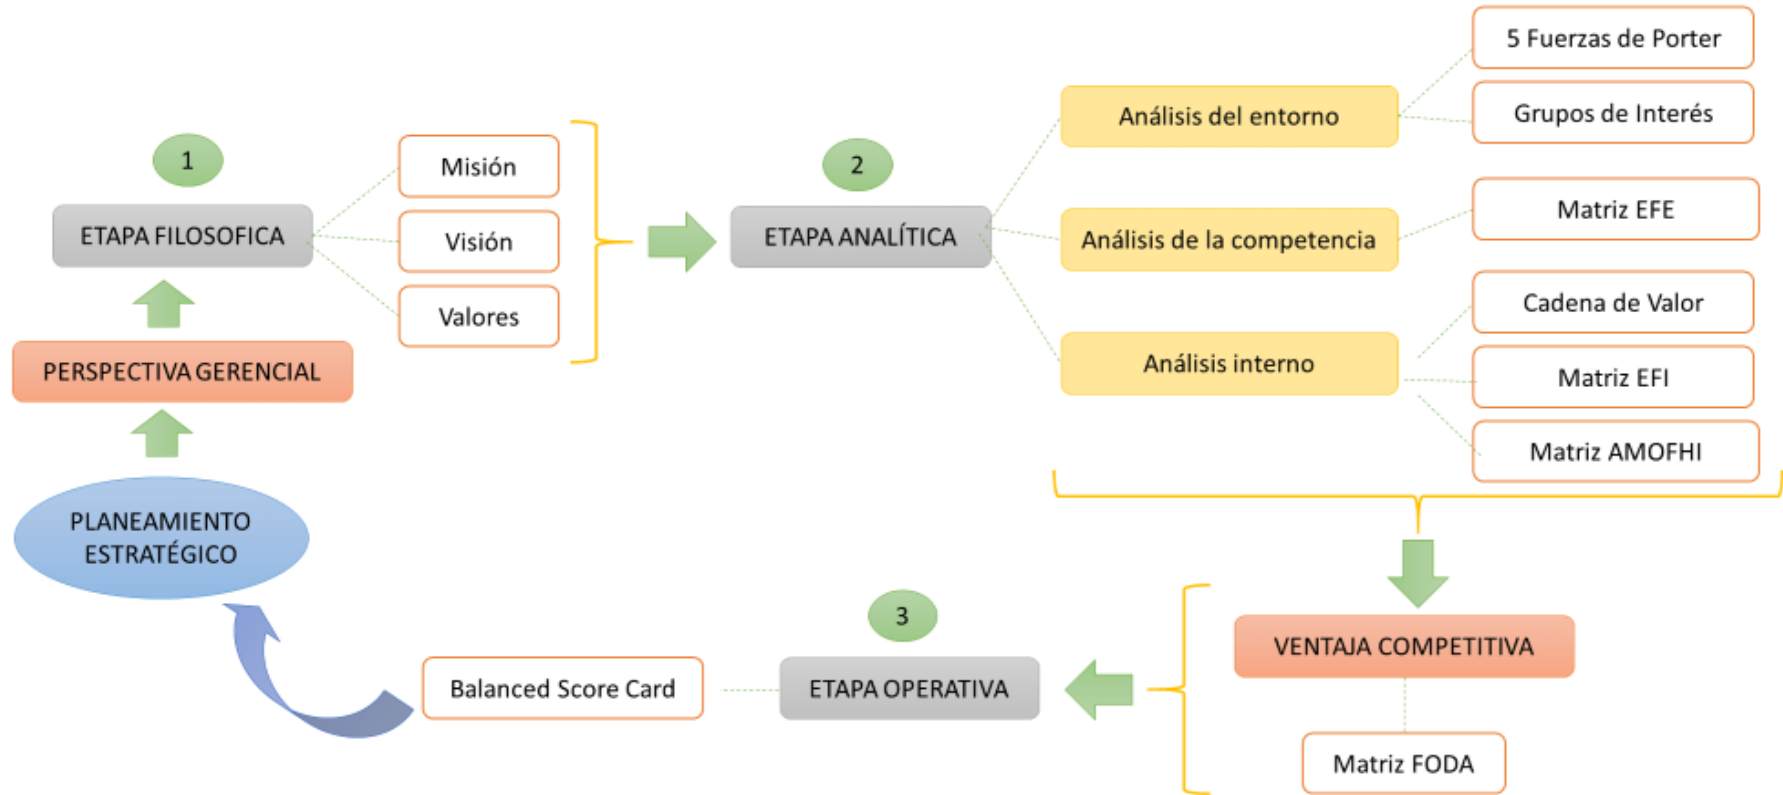 1
ETAPA FILOSOFICA
Misión
Visión
Valores
PERSPECTIVA GERENCIAL
PLANEAMIENTO
ESTRATÉGICO
2
ETAPA ANALÍTICA
Análisis del entorno
5 Fuerzas de Porter
Grupos de Interés
Análisis de la competencia
Matriz EFE
Análisis interno
Cadena de Valor
Matriz EFI
Matriz AMOFHI
VENTAJA COMPETITIVA
Matriz FODA
3
ETAPA OPERATIVA
Balanced Score Card